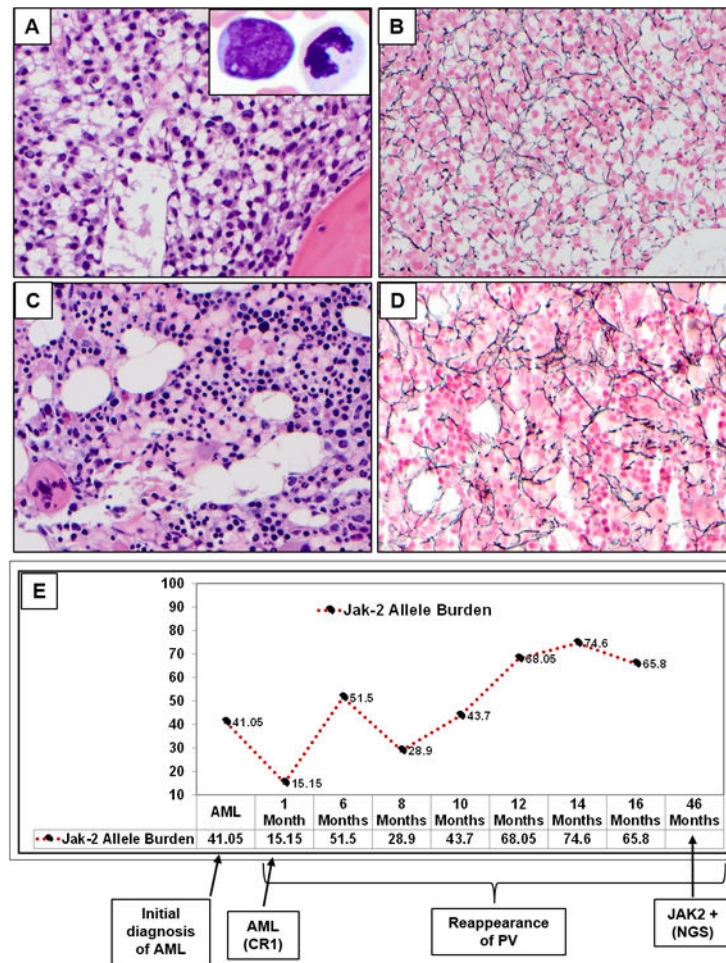 A
B
C
D
E
100
90
80
70
60
50
40
30
20
10
Jak-2 Allele Burden
41.05
15.15
51.5
28.9
43.7
68.05
74.6
65.8
AML
1 Month
6 Months
8 Months
10 Months
12 Months
14 Months
16 Months
46 Months
Jak-2 Allele Burden 41.05 15.15 51.5 28.9 43.7 68.05 74.6 65.8
Initial
diagnosis
of AML
AML
(CR1)
Reappearance
of PV
JAK2 +
(NGS)